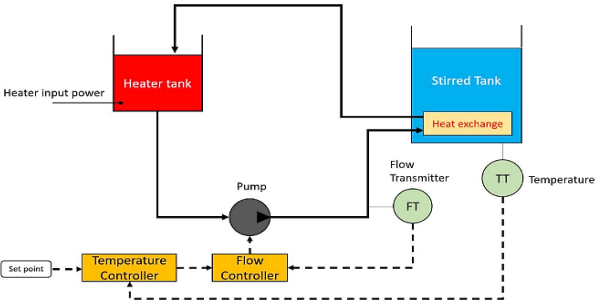 Heater tank
Stirred Tank
Heater input power
Heat exchange
Flow
Transmitter
TT
Temperature
Pump
FT
Set point
Temperature
Controller
Flow
Controller